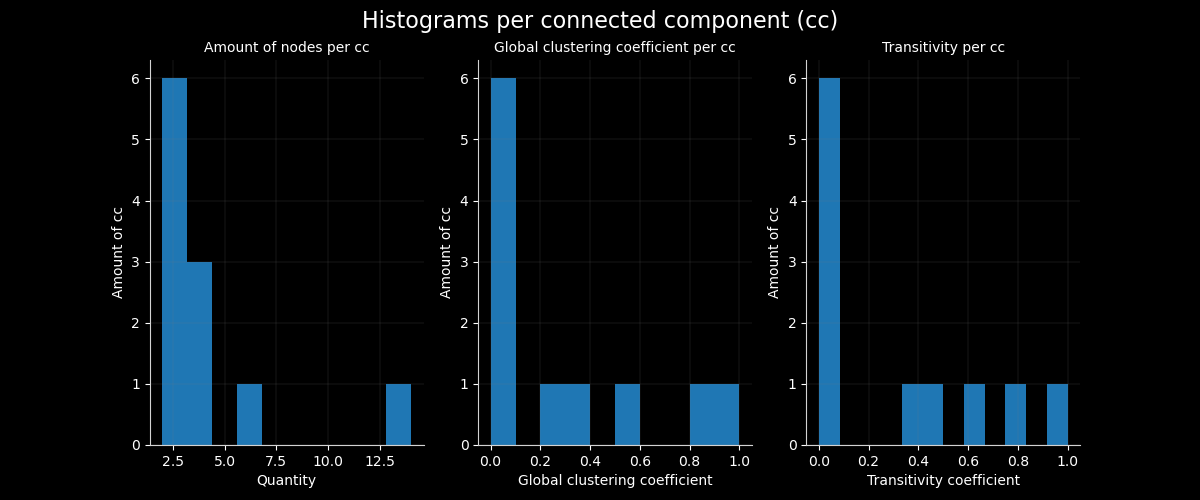 Histograms per connected component (cc)
Amount of nodes per cc
Global clustering coefficient per cc
Transitivity per cc
Amount of cc
6
5
4
3
2
1
0
2.5 5.0 7.5 10.0 12.5
Quantity
Amount of cc
6
5
4
3
2
1
0
0.0 0.2 0.4 0.6 0.8 1.0
Global clustering coefficient
Amount of cc
6
5
4
3
2
1
0
0.0 0.2 0.4 0.6 0.8 1.0
Transitivity coefficient